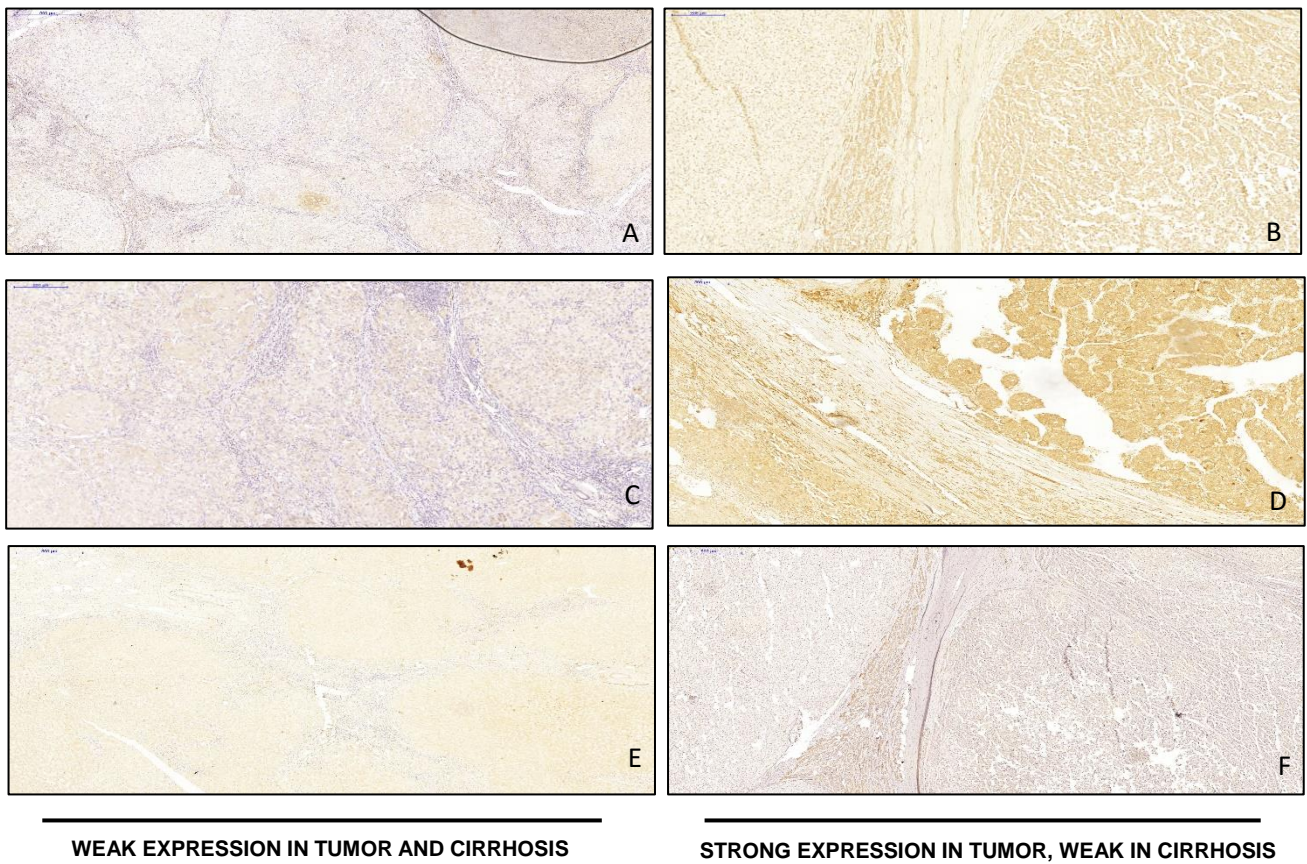 A
B
C
D
E
F
WEAK EXPRESSION IN TUMOR AND CIRRHOSIS
STRONG EXPRESSION IN TUMOR, WEAK IN CIRRHOSIS